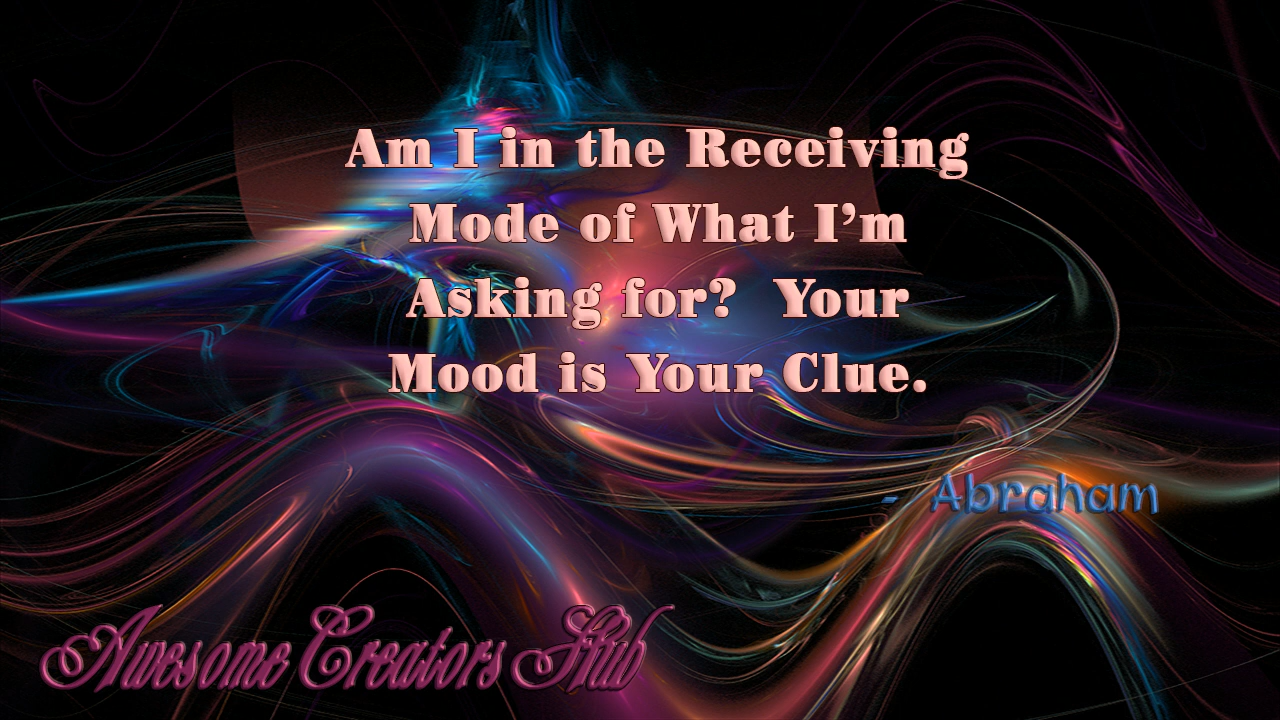 Am I in the Receiving
Mode of What I’m
Asking for?  Your
Mood is Your Clue.
- Abraham
Awesome Creators Hub